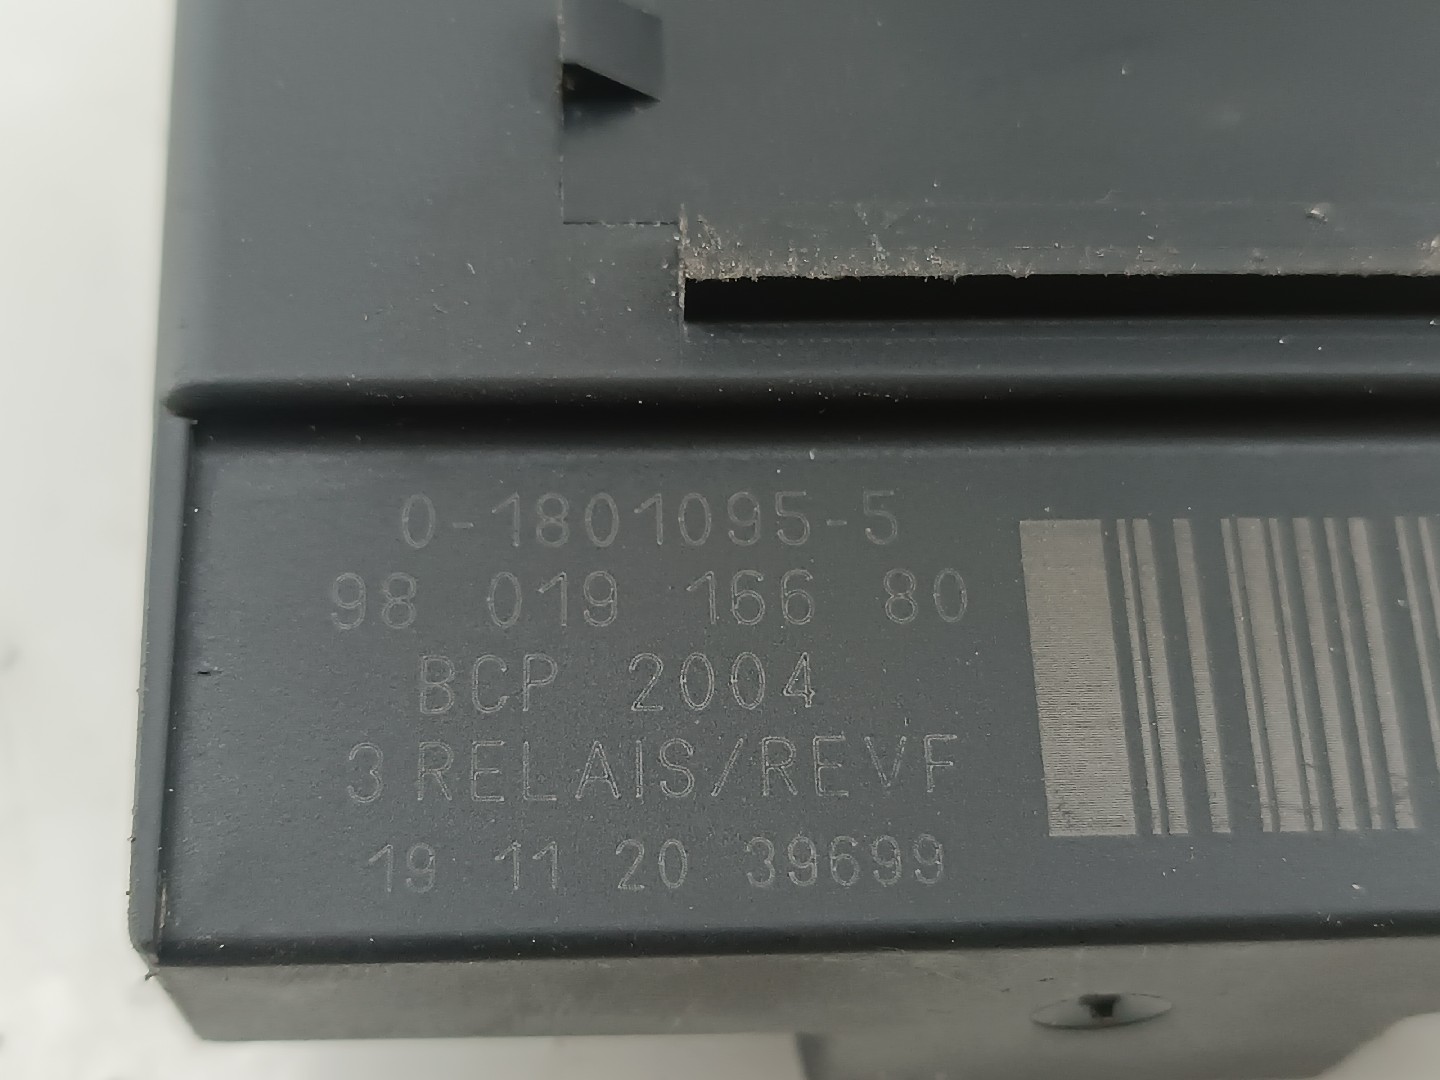 0-1801095-5
98 019 166 80
BCP 2004
3 RELAIS/REVF
19 11 20 39699